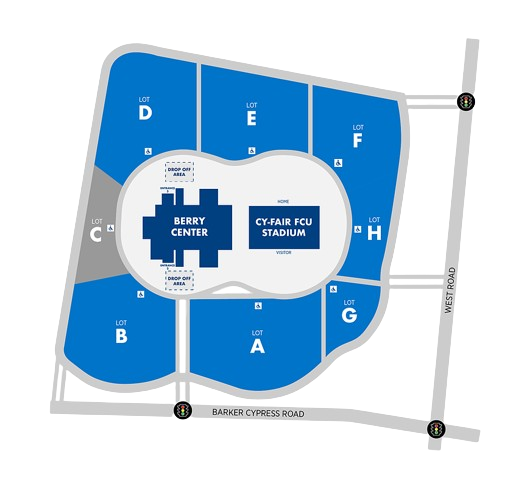 LOT
D
LOT
E
LOT
F
DROP OFF
AREA
ENTRANCE
LOT
C
BERRY
CENTER
HOME
CY-FAIR FCU
STADIUM
VISITOR
LOT
H
ENTRANCE
DROP OFF
AREA
LOT
B
LOT
A
LOT
G
WEST ROAD
BARKER CYPRESS ROAD